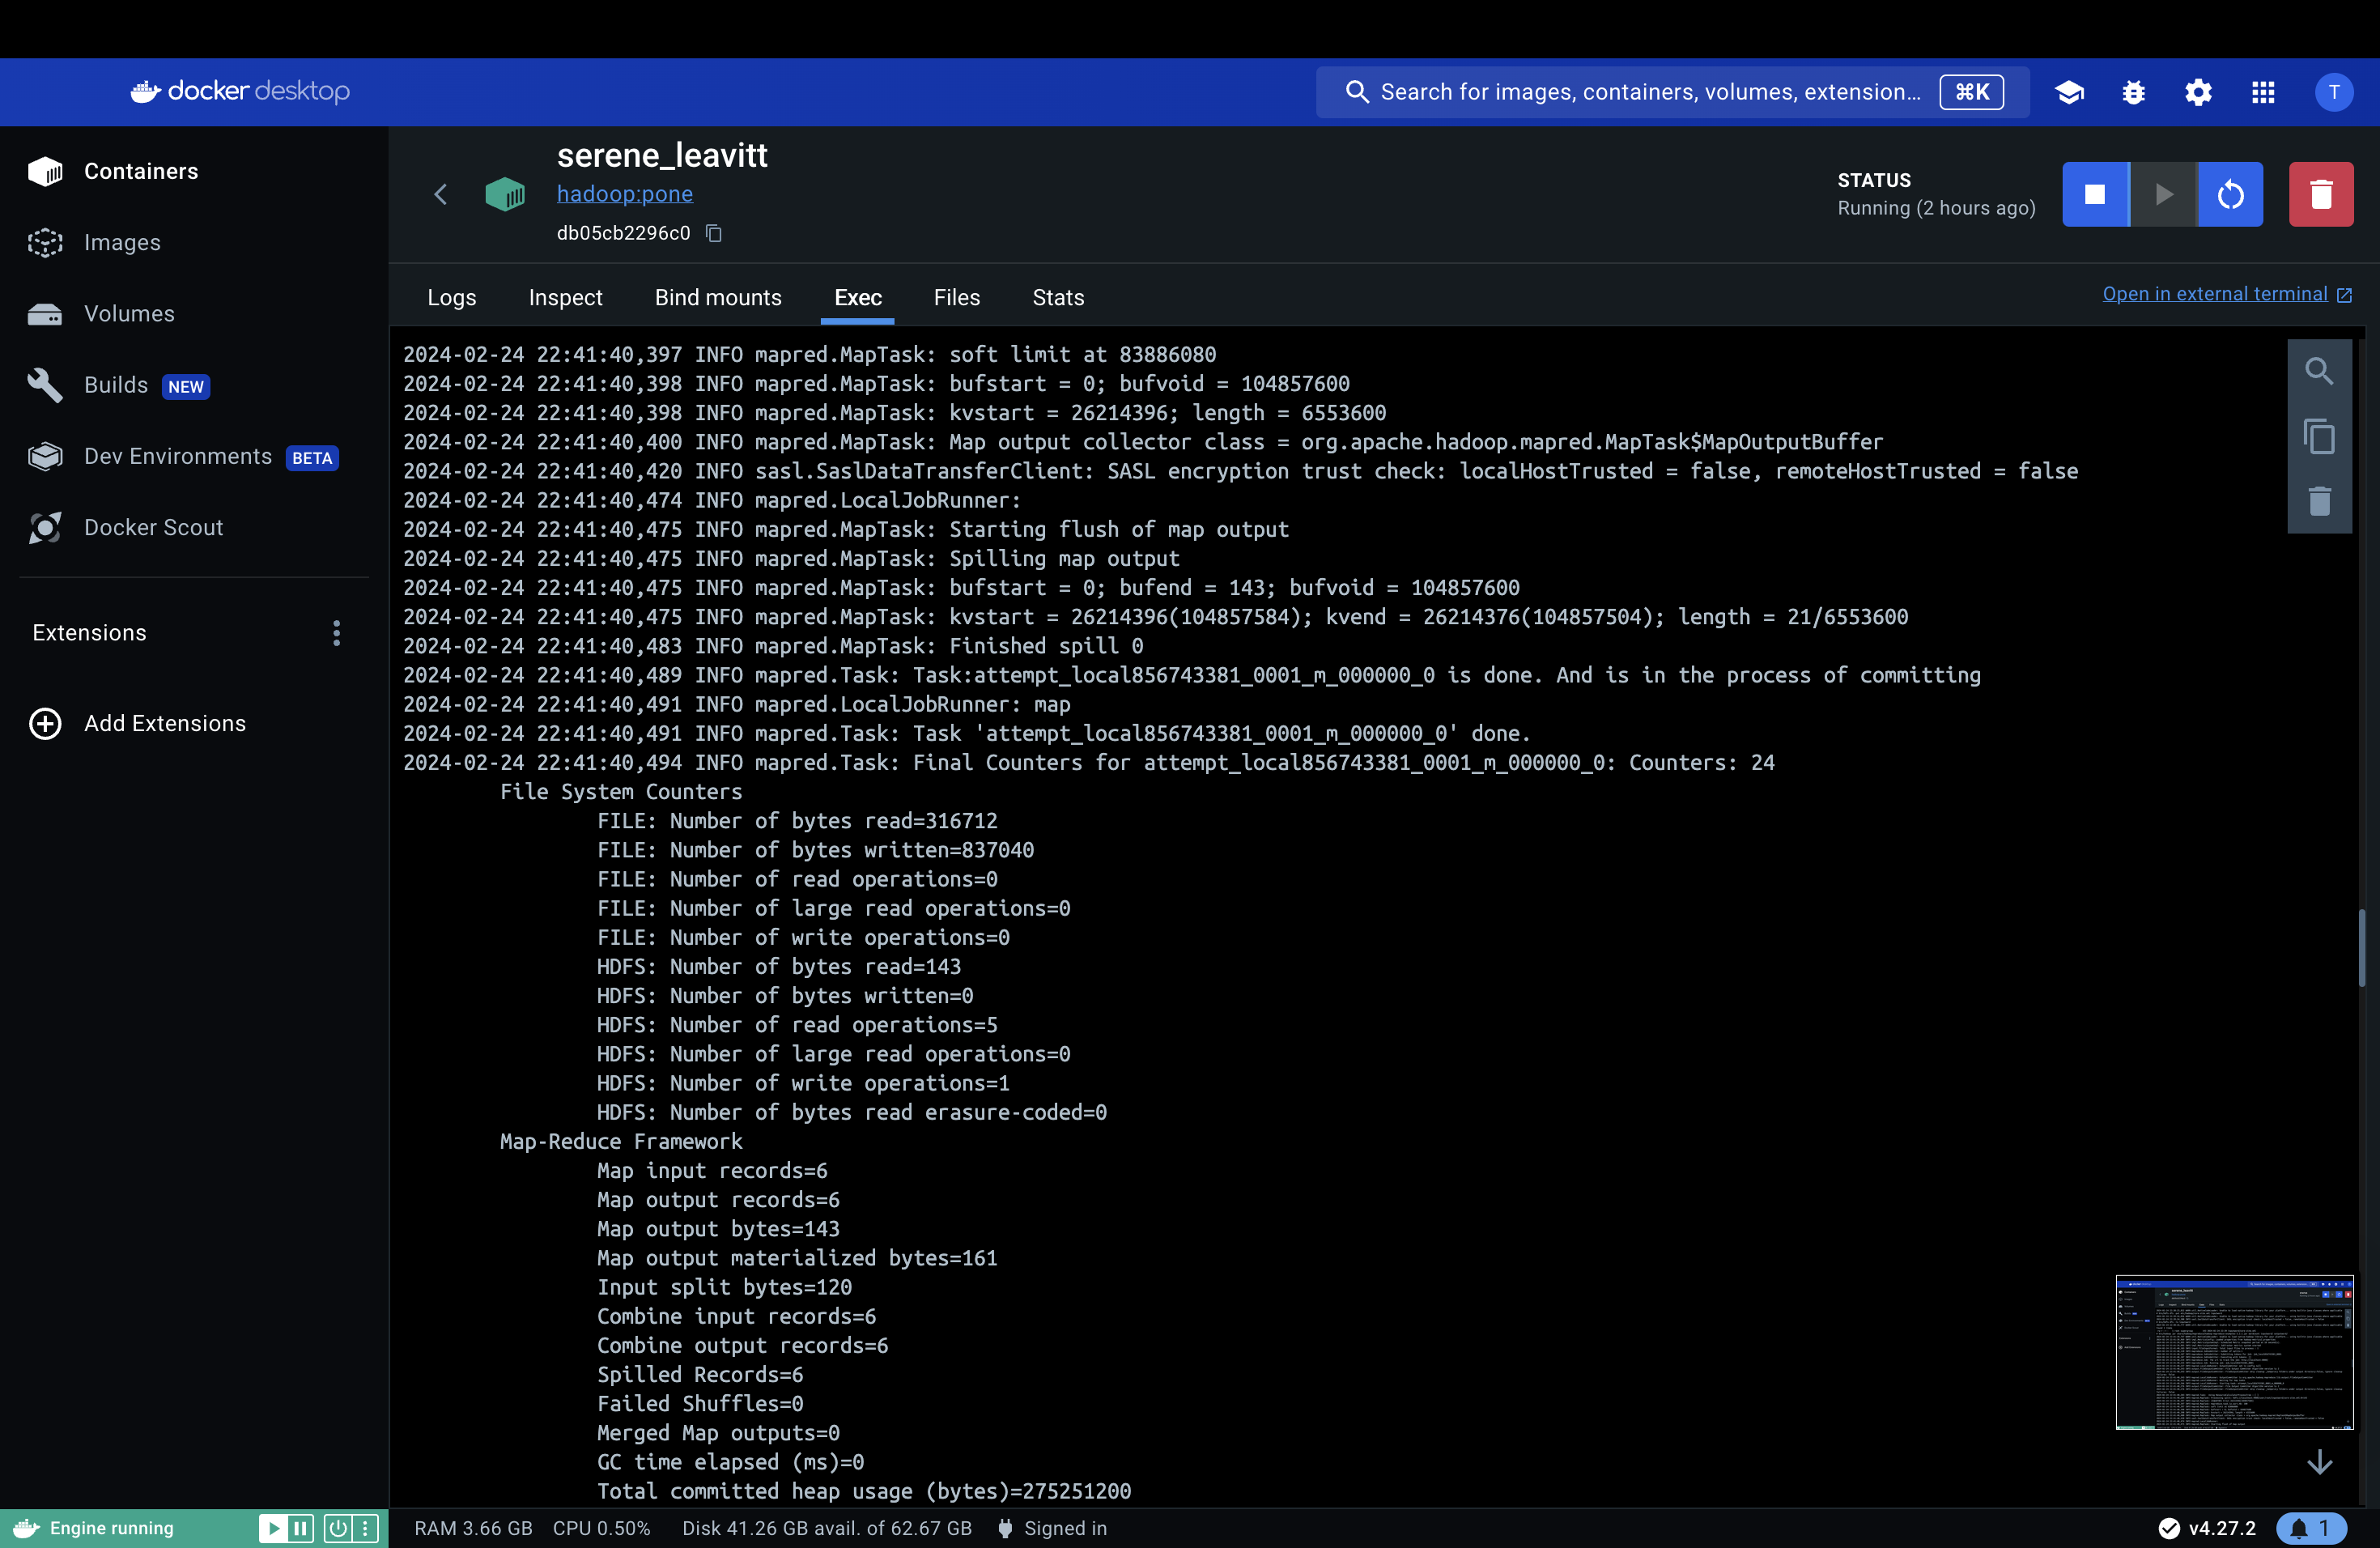 docker desktop
Search for images, containers, volumes, extension... ⌘K
T
Containers
Images
Volumes
Builds NEW
Dev Environments BETA
Docker Scout
Extensions
Add Extensions
serene_leavitt
hadoop:pone
db05cb2296c0
STATUS
Running (2 hours ago)
Logs Inspect Bind mounts Exec Files Stats
Open in external terminal
2024-02-24 22:41:40,397 INFO mapred.MapTask: soft limit at 83886080
2024-02-24 22:41:40,398 INFO mapred.MapTask: bufstart = 0; bufvoid = 104857600
2024-02-24 22:41:40,398 INFO mapred.MapTask: kvstart = 26214396; length = 6553600
2024-02-24 22:41:40,400 INFO mapred.MapTask: Map output collector class = org.apache.hadoop.mapred.MapTask$MapOutputBuffer
2024-02-24 22:41:40,420 INFO sasl.SaslDataTransferClient: SASL encryption trust check: localHostTrusted = false, remoteHostTrusted = false
2024-02-24 22:41:40,474 INFO mapred.LocalJobRunner:
2024-02-24 22:41:40,475 INFO mapred.MapTask: Starting flush of map output
2024-02-24 22:41:40,475 INFO mapred.MapTask: Spilling map output
2024-02-24 22:41:40,475 INFO mapred.MapTask: bufstart = 0; bufend = 143; bufvoid = 104857600
2024-02-24 22:41:40,475 INFO mapred.MapTask: kvstart = 26214396(104857584); kvend = 26214376(104857504); length = 21/6553600
2024-02-24 22:41:40,483 INFO mapred.MapTask: Finished spill 0
2024-02-24 22:41:40,489 INFO mapred.Task: Task:attempt_local856743381_0001_m_000000_0 is done. And is in the process of committing
2024-02-24 22:41:40,491 INFO mapred.LocalJobRunner: map
2024-02-24 22:41:40,491 INFO mapred.Task: Task 'attempt_local856743381_0001_m_000000_0' done.
2024-02-24 22:41:40,494 INFO mapred.Task: Final Counters for attempt_local856743381_0001_m_000000_0: Counters: 24
File System Counters
FILE: Number of bytes read=316712
FILE: Number of bytes written=837040
FILE: Number of read operations=0
FILE: Number of large read operations=0
FILE: Number of write operations=0
HDFS: Number of bytes read=143
HDFS: Number of bytes written=0
HDFS: Number of read operations=5
HDFS: Number of large read operations=0
HDFS: Number of write operations=1
HDFS: Number of bytes read erasure-coded=0
Map-Reduce Framework
Map input records=6
Map output records=6
Map output bytes=143
Map output materialized bytes=161
Input split bytes=120
Combine input records=6
Combine output records=6
Spilled Records=6
Failed Shuffles=0
Merged Map outputs=0
GC time elapsed (ms)=0
Total committed heap usage (bytes)=275251200
Engine running
RAM 3.66 GB CPU 0.50% Disk 41.26 GB avail. of 62.67 GB Signed in
v4.27.2
1